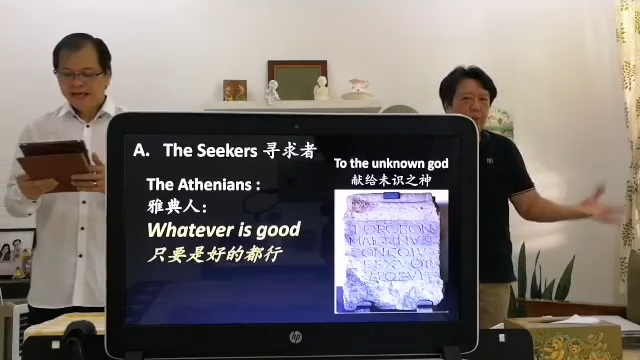 A. The Seekers 寻求者
The Athenians :
雅典人：
Whatever is good
只要是好的都行
To the unknown god
献给未识之神
hp